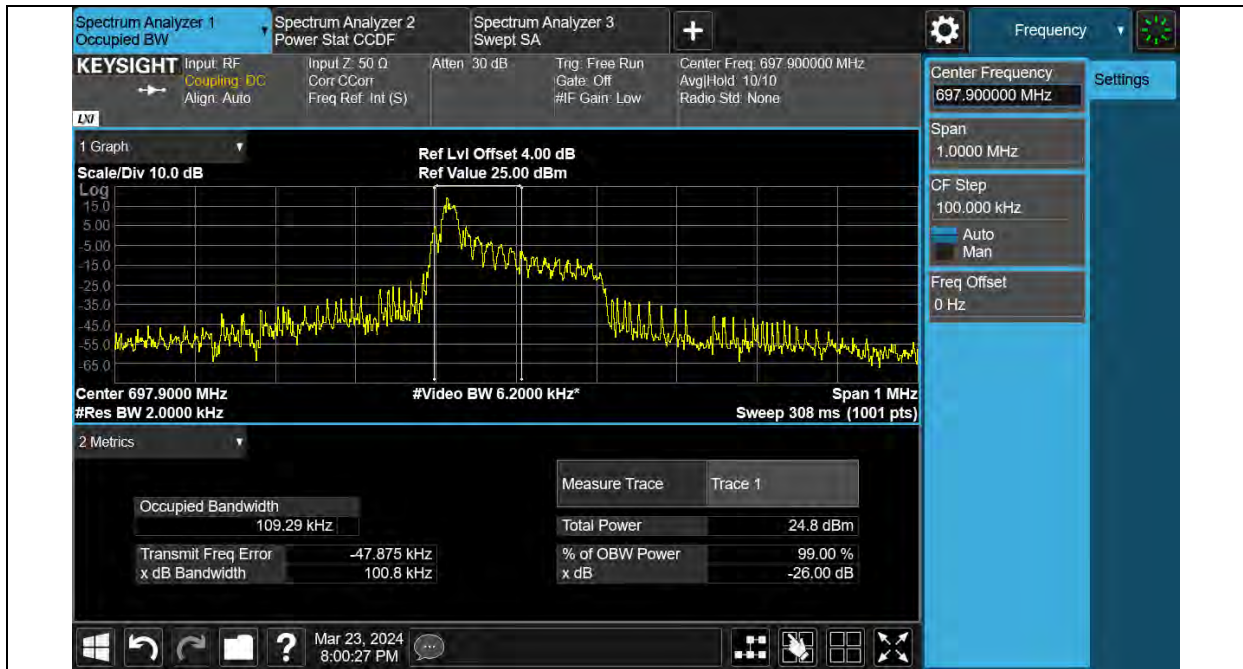 Spectrum Analyzer 1
Occupied BW
Spectrum Analyzer 2
Power Stat CCDF
Spectrum Analyzer 3
Swept SA
Frequency
KEYSIGHT
LXI
Input: RF
Coupling: DC
Align: Auto
Input Z: 50 Ω
Corr CCorr
Freq Ref: Int (S)
Atten: 30 dB
Trig: Free Run
Gate: Off
#IF Gain: Low
Center Freq: 697.900000 MHz
Avg|Hold: 10/10
Radio Std: None
1 Graph
Scale/Div 10.0 dB
Ref Lvl Offset 4.00 dB
Ref Value 25.00 dBm
Log
15.0
5.00
-5.00
-15.0
-25.0
-35.0
-45.0
-55.0
-65.0
Center 697.9000 MHz
#Res BW 2.0000 kHz
#Video BW 6.2000 kHz*
Span 1 MHz
Sweep 308 ms (1001 pts)
2 Metrics
Measure Trace
Trace 1
Occupied Bandwidth
109.29 kHz
Total Power
24.8 dBm
Transmit Freq Error
-47.875 kHz
% of OBW Power
99.00 %
x dB Bandwidth
100.8 kHz
x dB
-26.00 dB
Center Frequency
697.900000 MHz
Settings
Span
1.0000 MHz
CF Step
100.000 kHz
Auto
Man
Freq Offset
0 Hz
Mar 23, 2024
8:00:27 PM